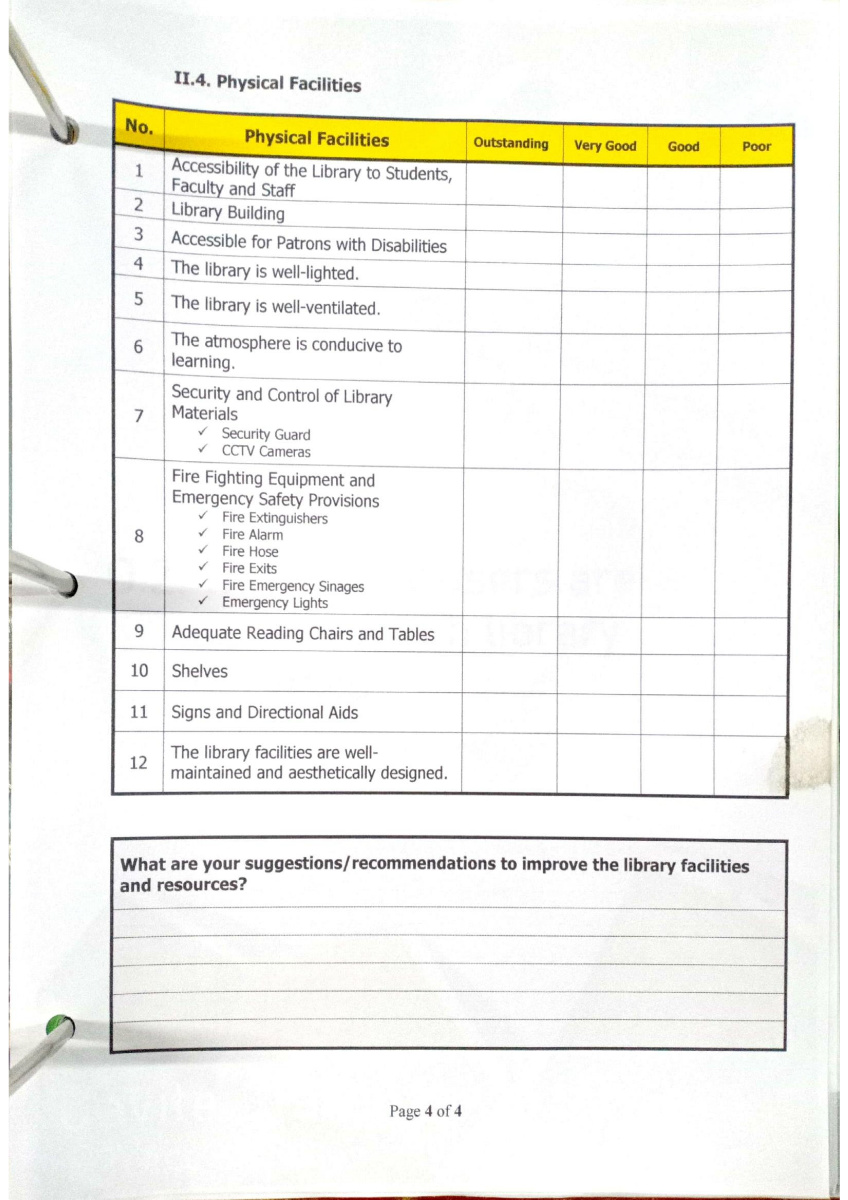 II.4. Physical Facilities
No. Physical Facilities Outstanding Very Good Good Poor
1 Accessibility of the Library to Students,
Faculty and Staff
2 Library Building
3 Accessible for Patrons with Disabilities
4 The library is well-lighted.
5 The library is well-ventilated.
6 The atmosphere is conducive to
learning.
7 Security and Control of Library
Materials
✓ Security Guard
✓ CCTV Cameras
8 Fire Fighting Equipment and
Emergency Safety Provisions
✓ Fire Extinguishers
✓ Fire Alarm
✓ Fire Hose
✓ Fire Exits
✓ Fire Emergency Sinages
✓ Emergency Lights
9 Adequate Reading Chairs and Tables
10 Shelves
11 Signs and Directional Aids
12 The library facilities are well-
maintained and aesthetically designed.
What are your suggestions/recommendations to improve the library facilities
and resources?
Page 4 of 4